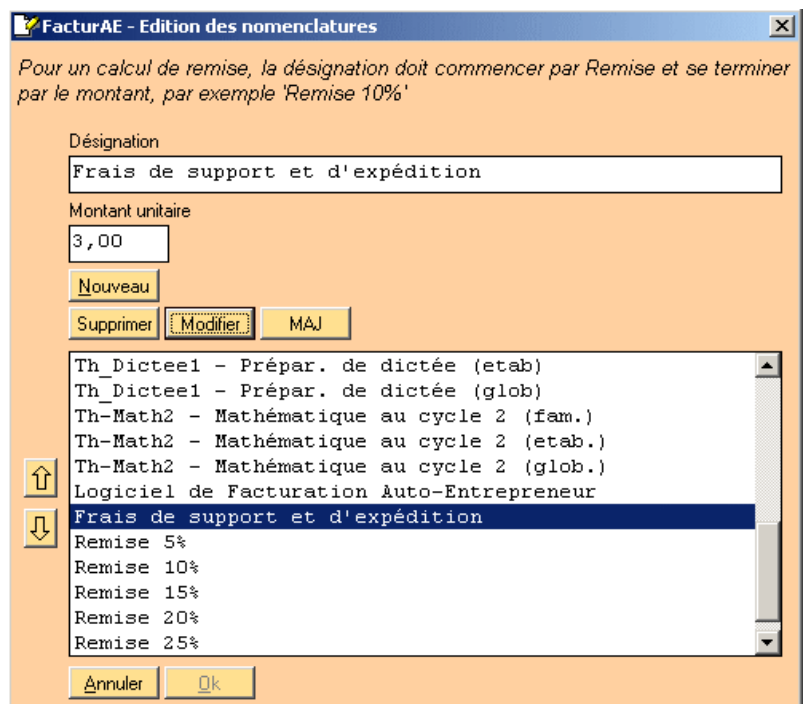 FacturAE - Edition des nomenclatures
Pour un calcul de remise, la désignation doit commencer par Remise et se terminer
par le montant, par exemple 'Remise 10%'
Désignation
Frais de support et d'expédition
Montant unitaire
3,00
Nouveau
Supprimer Modifier MAJ
Th_Dictee1 - Prépar. de dictée (etab)
Th_Dictee1 - Prépar. de dictée (glob)
Th-Math2 - Mathématique au cycle 2 (fam.)
Th-Math2 - Mathématique au cycle 2 (etab.)
Th-Math2 - Mathématique au cycle 2 (glob.)
Logiciel de Facturation Auto-Entrepreneur
Frais de support et d'expédition
Remise 5%
Remise 10%
Remise 15%
Remise 20%
Remise 25%
Annuler Ok